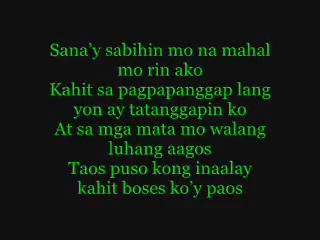 Sana’y sabihin mo na mahal
mo rin ako
Kahit sa pagpapanggap lang
yon ay tatanggapin ko
At sa mga mata mo walang
luhang aagos
Taos puso kong inaalay
kahit boses ko’y paos